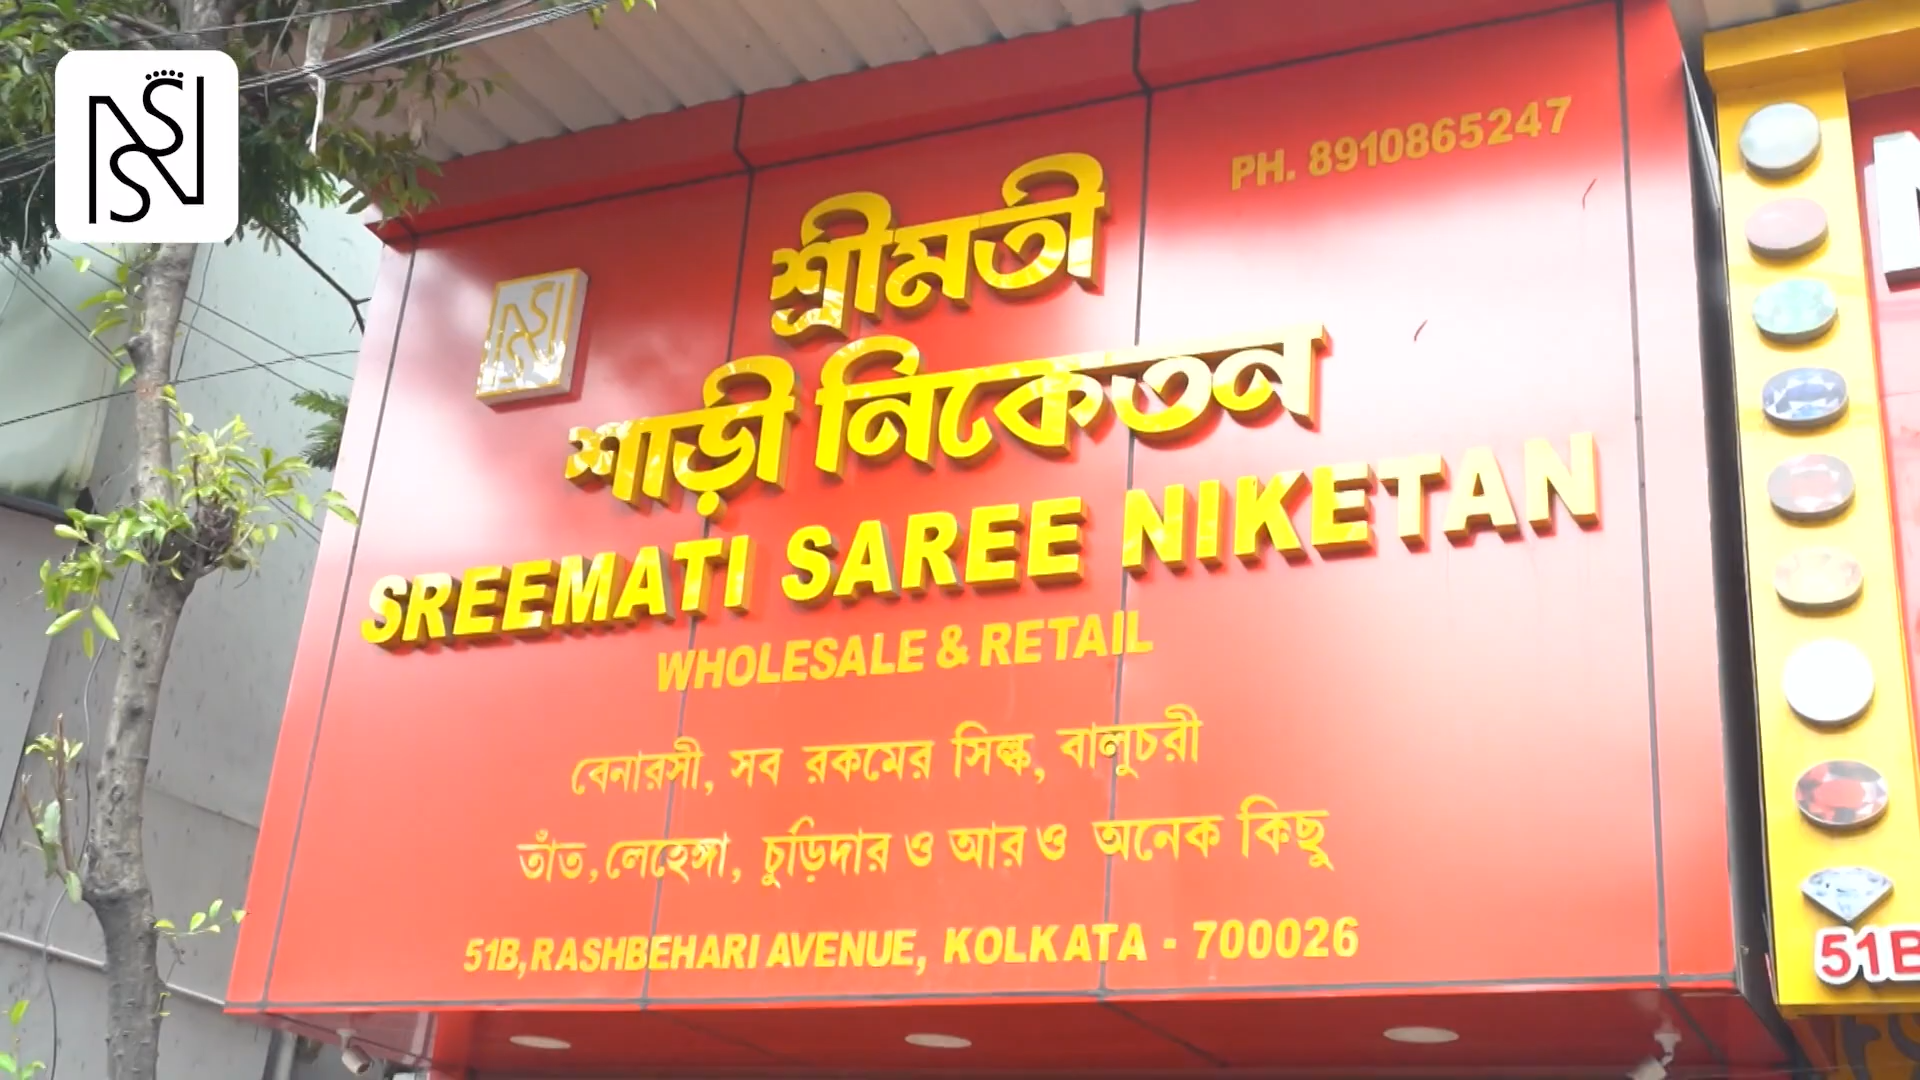 PH. 8910865247
শ্রীমতী
শাড়ী নিকেতন
SREEMATI SAREE NIKETAN
WHOLESALE & RETAIL
বেনারসী, সব রকমের সিল্ক, বালুচরী
তাঁত, লেহেঙ্গা, চুড়িদার ও আর ও অনেক কিছু
51B, RASHBEHARI AVENUE, KOLKATA - 700026
51B